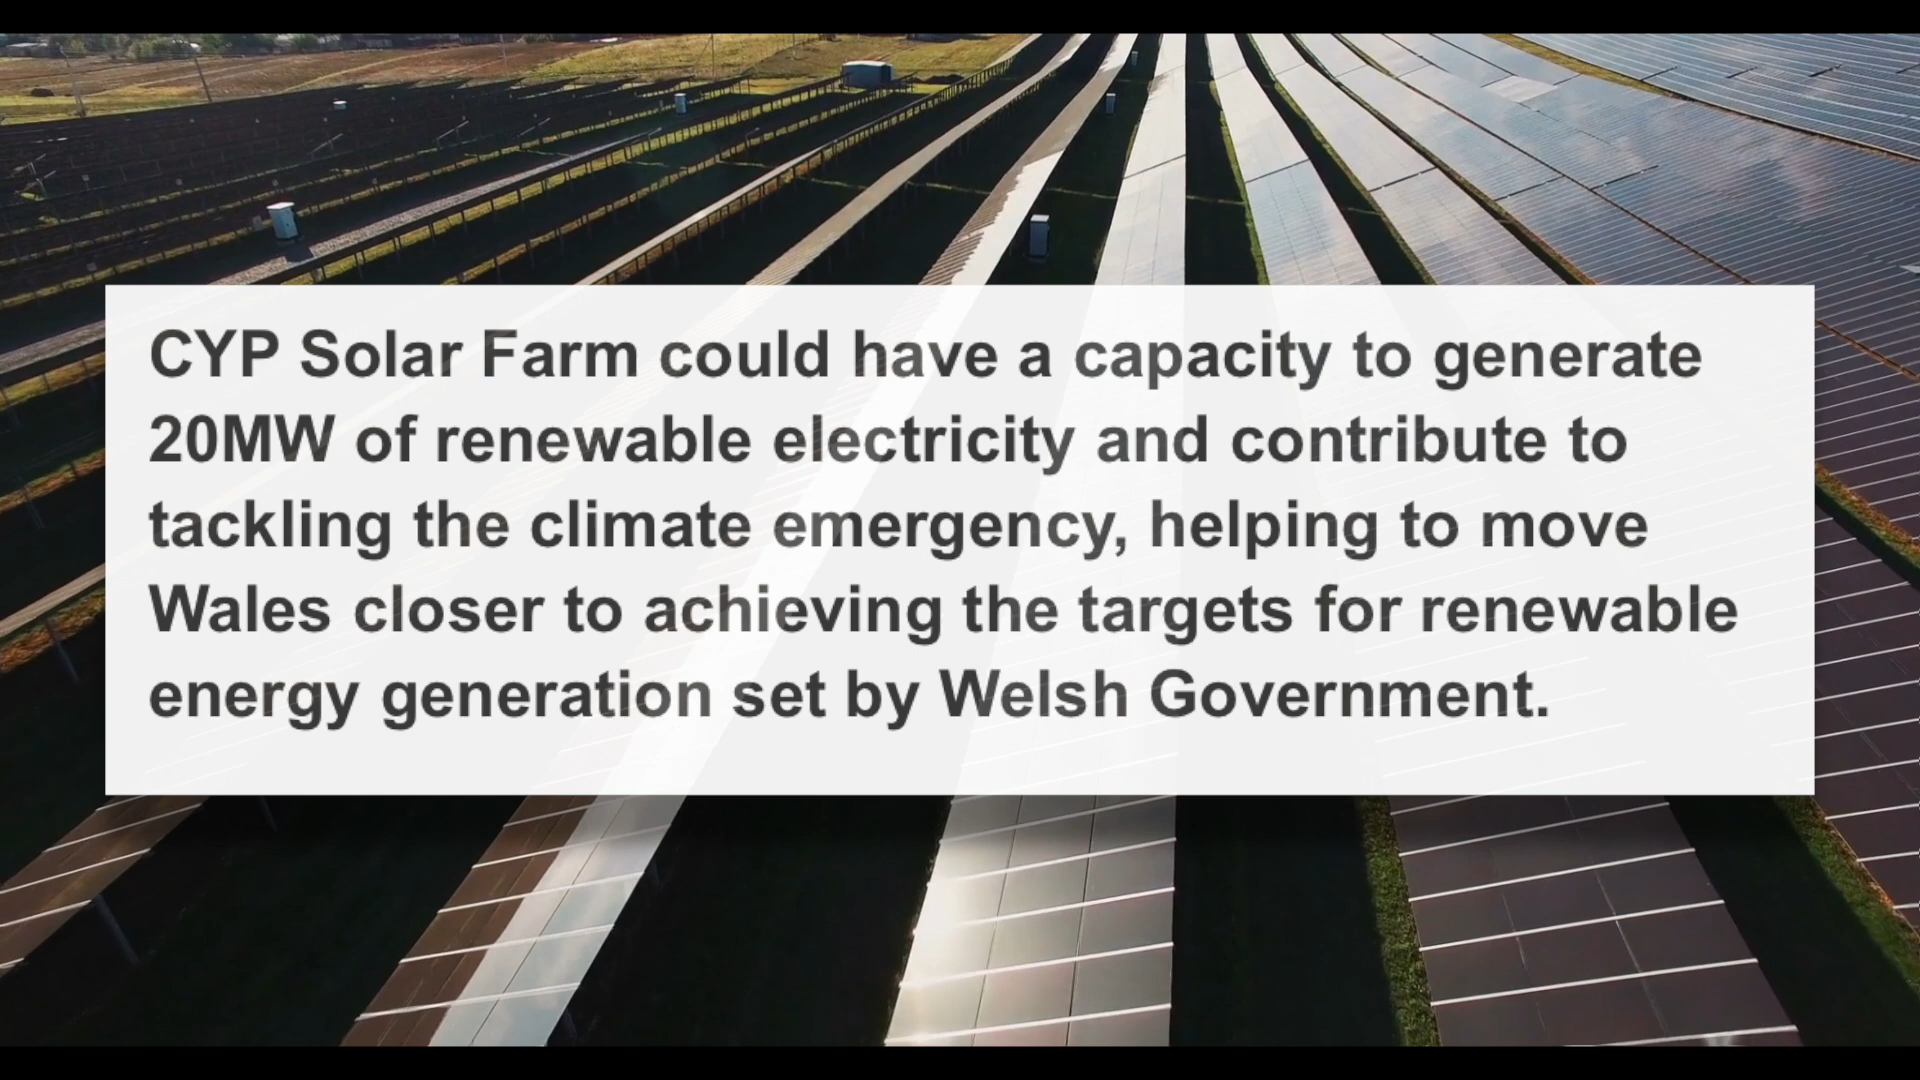 CYP Solar Farm could have a capacity to generate
20MW of renewable electricity and contribute to
tackling the climate emergency, helping to move
Wales closer to achieving the targets for renewable
energy generation set by Welsh Government.